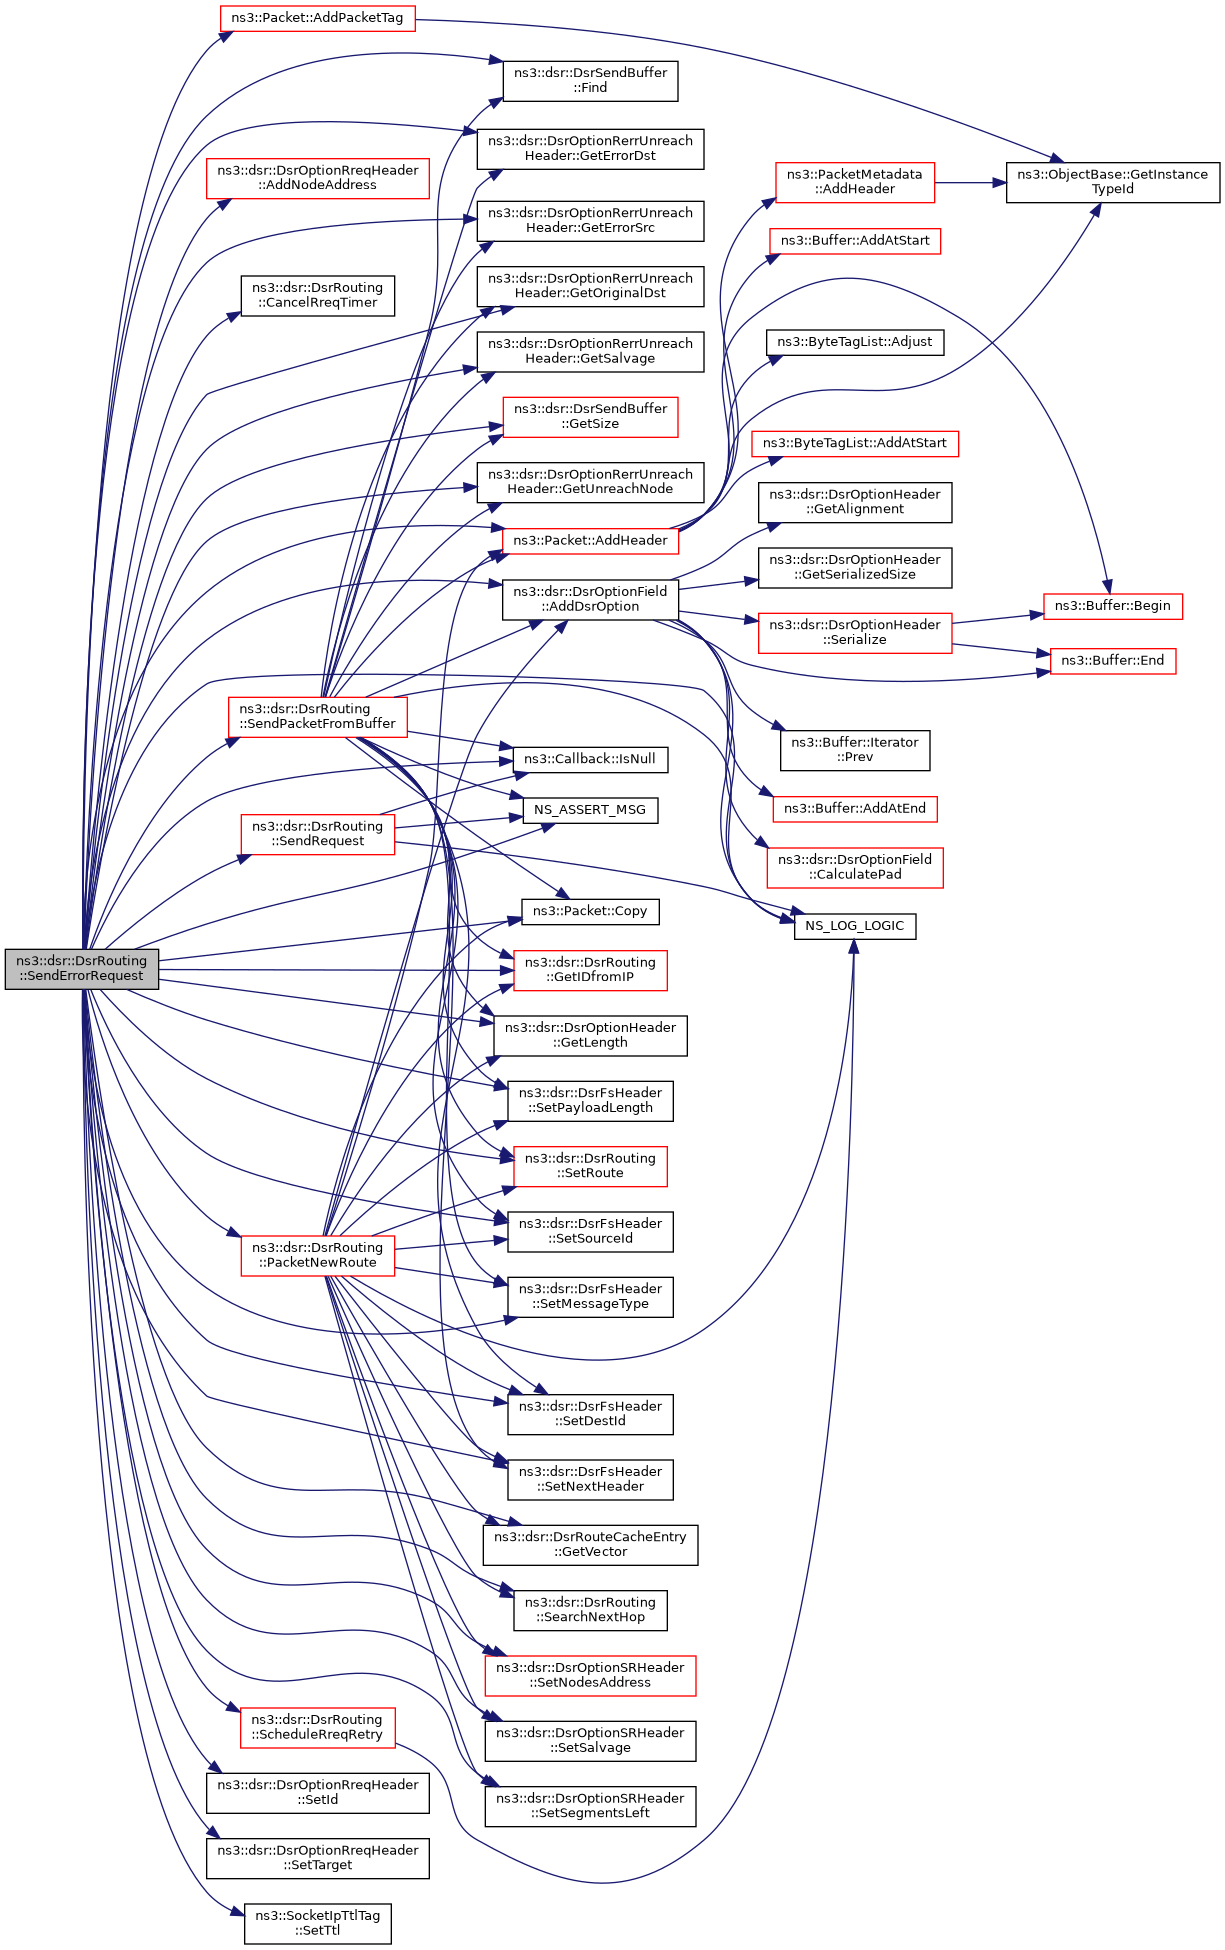 ns3::Packet::AddPacketTag
ns3::dsr::DsrSendBuffer
::Find
ns3::dsr::DsrOptionRerrUnreach
Header::GetErrorDst
ns3::dsr::DsrOptionRreqHeader
::AddNodeAddress
ns3::PacketMetadata
::AddHeader
ns3::ObjectBase::GetInstance
TypeId
ns3::dsr::DsrOptionRerrUnreach
Header::GetErrorSrc
ns3::Buffer::AddAtStart
ns3::dsr::DsrRouting
::CancelRreqTimer
ns3::dsr::DsrOptionRerrUnreach
Header::GetOriginalDst
ns3::dsr::DsrOptionRerrUnreach
Header::GetSalvage
ns3::ByteTagList::Adjust
ns3::dsr::DsrSendBuffer
::GetSize
ns3::ByteTagList::AddAtStart
ns3::dsr::DsrOptionRerrUnreach
Header::GetUnreachNode
ns3::dsr::DsrOptionHeader
::GetAlignment
ns3::Packet::AddHeader
ns3::dsr::DsrOptionHeader
::GetSerializedSize
ns3::dsr::DsrOptionField
::AddDsrOption
ns3::Buffer::Begin
ns3::dsr::DsrOptionHeader
::Serialize
ns3::Buffer::End
ns3::dsr::DsrRouting
::SendPacketFromBuffer
ns3::Buffer::Iterator
::Prev
ns3::Callback::IsNull
NS_ASSERT_MSG
ns3::Buffer::AddAtEnd
ns3::dsr::DsrRouting
::SendRequest
ns3::dsr::DsrOptionField
::CalculatePad
ns3::Packet::Copy
NS_LOG_LOGIC
ns3::dsr::DsrRouting
::SendErrorRequest
ns3::dsr::DsrRouting
::GetIDfromIP
ns3::dsr::DsrOptionHeader
::GetLength
ns3::dsr::DsrFsHeader
::SetPayloadLength
ns3::dsr::DsrRouting
::SetRoute
ns3::dsr::DsrFsHeader
::SetSourceId
ns3::dsr::DsrRouting
::PacketNewRoute
ns3::dsr::DsrFsHeader
::SetMessageType
ns3::dsr::DsrFsHeader
::SetDestId
ns3::dsr::DsrFsHeader
::SetNextHeader
ns3::dsr::DsrRouteCacheEntry
::GetVector
ns3::dsr::DsrRouting
::SearchNextHop
ns3::dsr::DsrOptionSRHeader
::SetNodesAddress
ns3::dsr::DsrRouting
::ScheduleRreqRetry
ns3::dsr::DsrOptionSRHeader
::SetSalvage
ns3::dsr::DsrOptionRreqHeader
::SetId
ns3::dsr::DsrOptionSRHeader
::SetSegmentsLeft
ns3::dsr::DsrOptionRreqHeader
::SetTarget
ns3::SocketIpTtlTag
::SetTtl